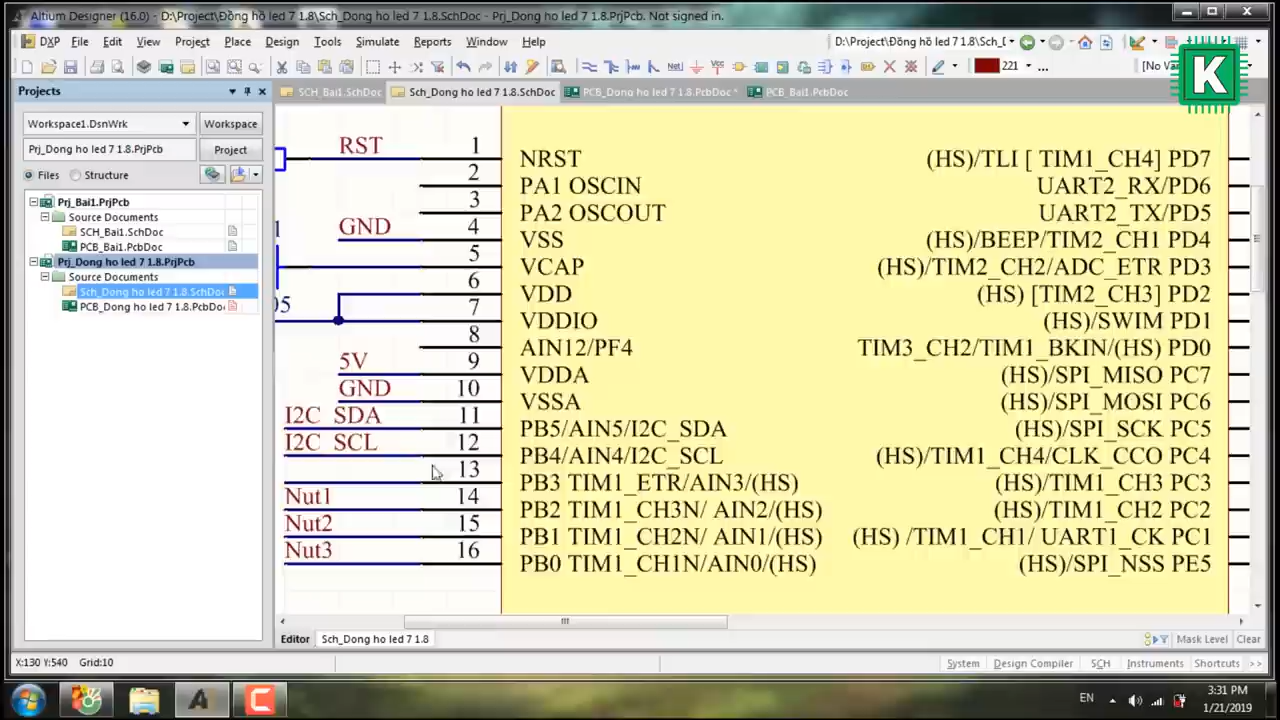 Altium Designer (16.0) - D:\Project\Đồng hồ led 7 1.8\Sch_Dong ho led 7 1.8.SchDoc - Prj_Dong ho led 7 1.8.PrjPcb. Not signed in.
DXP File Edit View Project Place Design Tools Simulate Reports Window Help
D:\Project\Đồng hồ led 7 1.8\Sch_
221
[No Var
K
Projects
SCH_Bai1.SchDoc Sch_Dong ho led 7 1.8.SchDoc PCB_Dong ho led 7 1.8.PcbDoc * PCB_Bai1.PcbDoc
Workspace1.DsnWrk Workspace
Prj_Dong ho led 7 1.8.PrjPcb Project
Files Structure
Prj_Bai1.PrjPcb
Source Documents
SCH_Bai1.SchDoc
PCB_Bai1.PcbDoc
Prj_Dong ho led 7 1.8.PrjPcb
Source Documents
Sch_Dong ho led 7 1.8.SchDoc
PCB_Dong ho led 7 1.8.PcbDoc
RST 1 NRST (HS)/TLI [ TIM1_CH4] PD7
2 PA1 OSCIN UART2_RX/PD6
3 PA2 OSCOUT UART2_TX/PD5
GND 4 VSS (HS)/BEEP/TIM2_CH1 PD4
5 VCAP (HS)/TIM2_CH2/ADC_ETR PD3
6 VDD (HS) [TIM2_CH3] PD2
05 7 VDDIO (HS)/SWIM PD1
8 AIN12/PF4 TIM3_CH2/TIM1_BKIN/(HS) PD0
5V 9 VDDA (HS)/SPI_MISO PC7
GND 10 VSSA (HS)/SPI_MOSI PC6
I2C_SDA 11 PB5/AIN5/I2C_SDA (HS)/SPI_SCK PC5
I2C_SCL 12 PB4/AIN4/I2C_SCL (HS)/TIM1_CH4/CLK_CCO PC4
13 PB3 TIM1_ETR/AIN3/(HS) (HS)/TIM1_CH3 PC3
Nut1 14 PB2 TIM1_CH3N/ AIN2/(HS) (HS)/TIM1_CH2 PC2
Nut2 15 PB1 TIM1_CH2N/ AIN1/(HS) (HS) /TIM1_CH1/ UART1_CK PC1
Nut3 16 PB0 TIM1_CH1N/AIN0/(HS) (HS)/SPI_NSS PE5
Editor Sch_Dong ho led 7 1.8 Mask Level Clear
X:130 Y:540 Grid:10 System Design Compiler SCH Instruments Shortcuts >>
EN 3:31 PM
1/21/2019